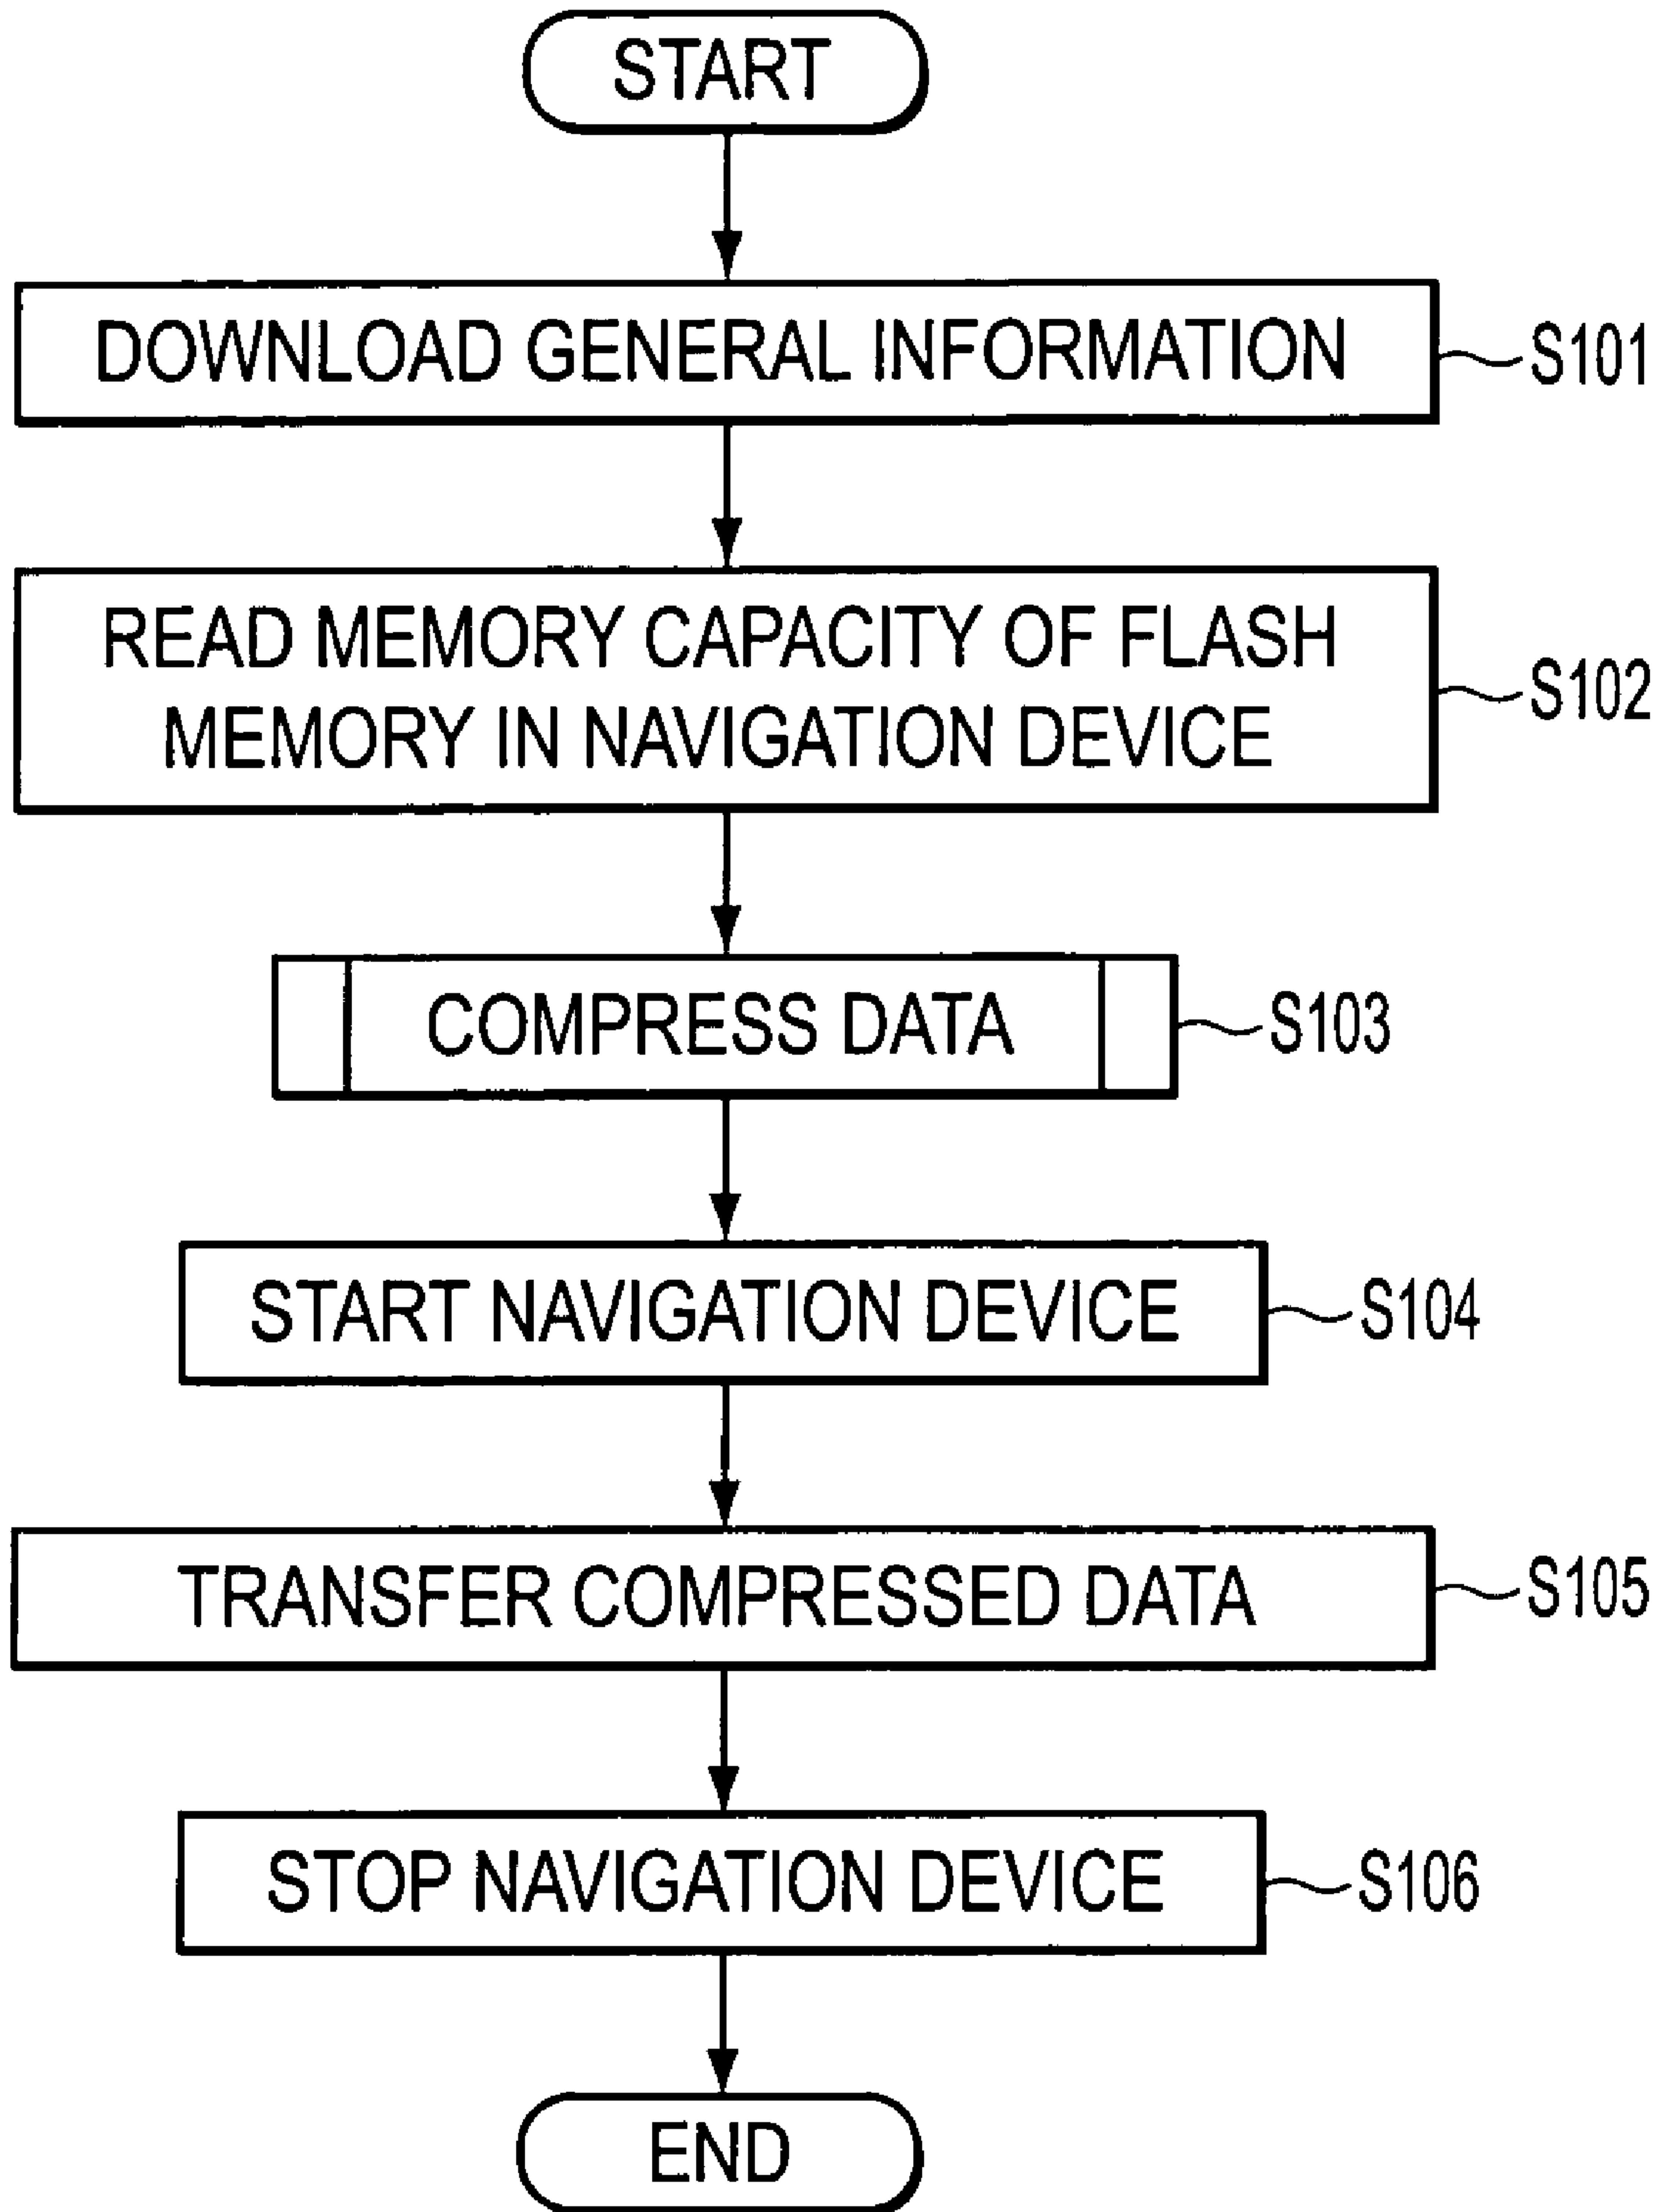 START
DOWNLOAD GENERAL INFORMATION
S101
READ MEMORY CAPACITY OF FLASH
MEMORY IN NAVIGATION DEVICE
S102
COMPRESS DATA
S103
START NAVIGATION DEVICE
S104
TRANSFER COMPRESSED DATA
S105
STOP NAVIGATION DEVICE
S106
END